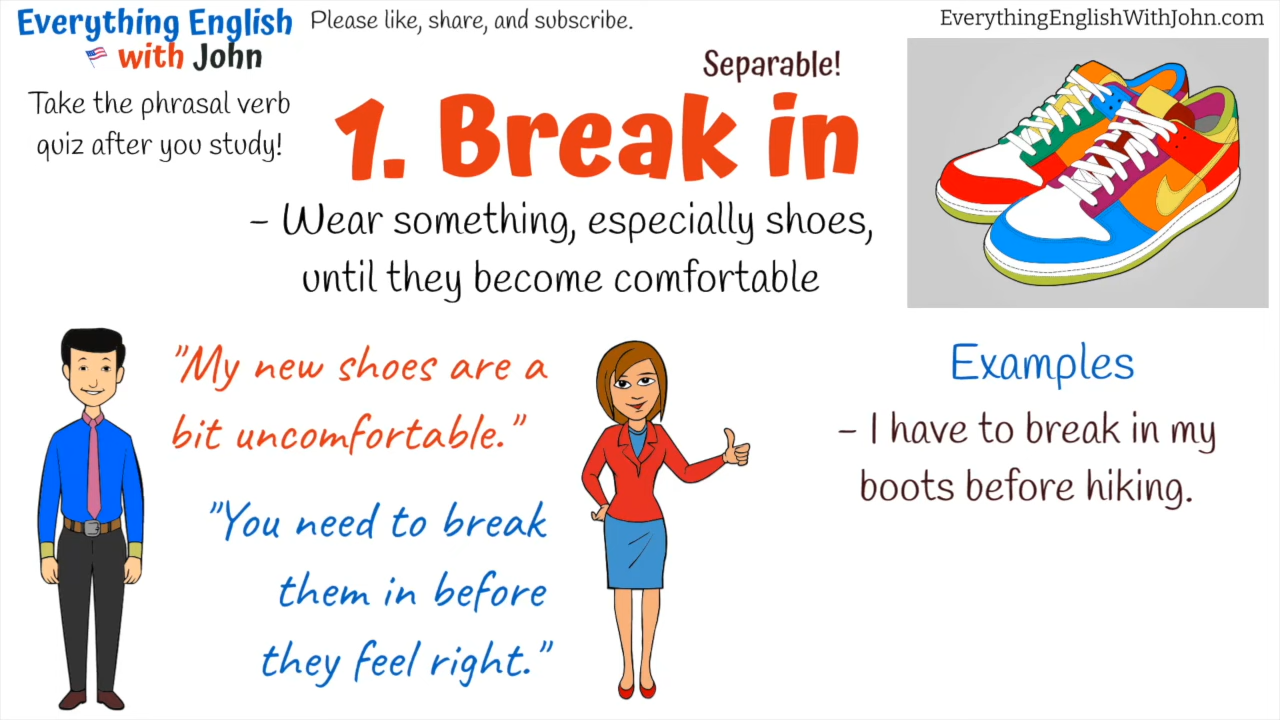 Everything English
with John
Please like, share, and subscribe.
EverythingEnglishWithJohn.com
Take the phrasal verb
quiz after you study!
Separable!
1. Break in
- Wear something, especially shoes,
until they become comfortable
"My new shoes are a
bit uncomfortable."
"You need to break
them in before
they feel right."
Examples
- I have to break in my
boots before hiking.